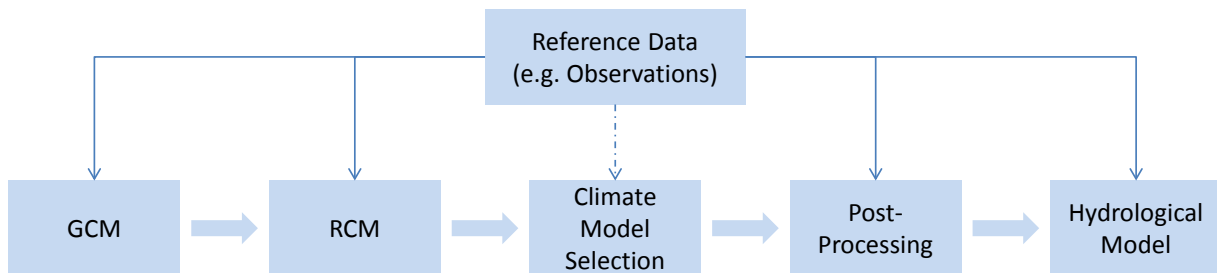 Reference Data
(e.g. Observations)
GCM
RCM
Climate
Model
Selection
Post-
Processing
Hydrological
Model